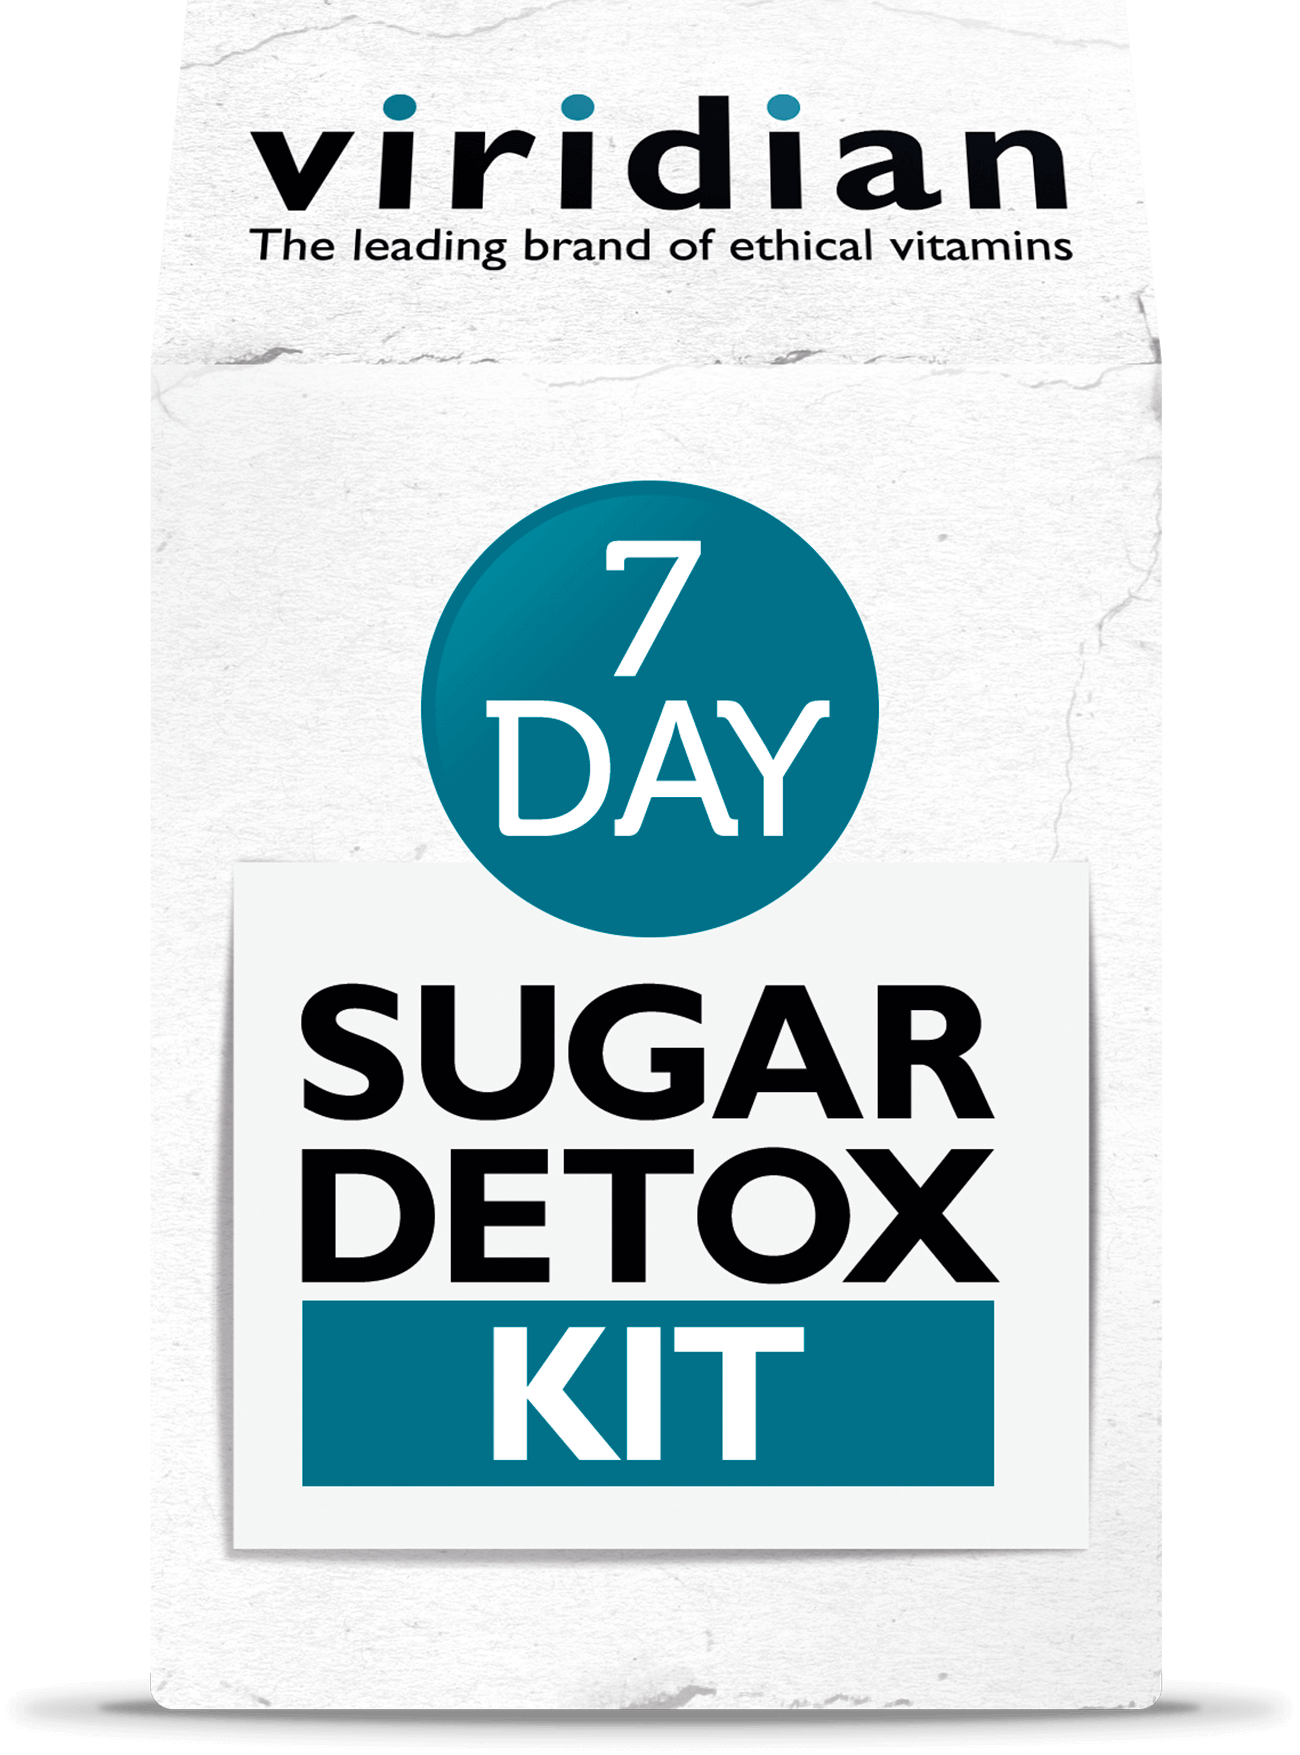 viridian
The leading brand of ethical vitamins
7
DAY
SUGAR
DETOX
KIT